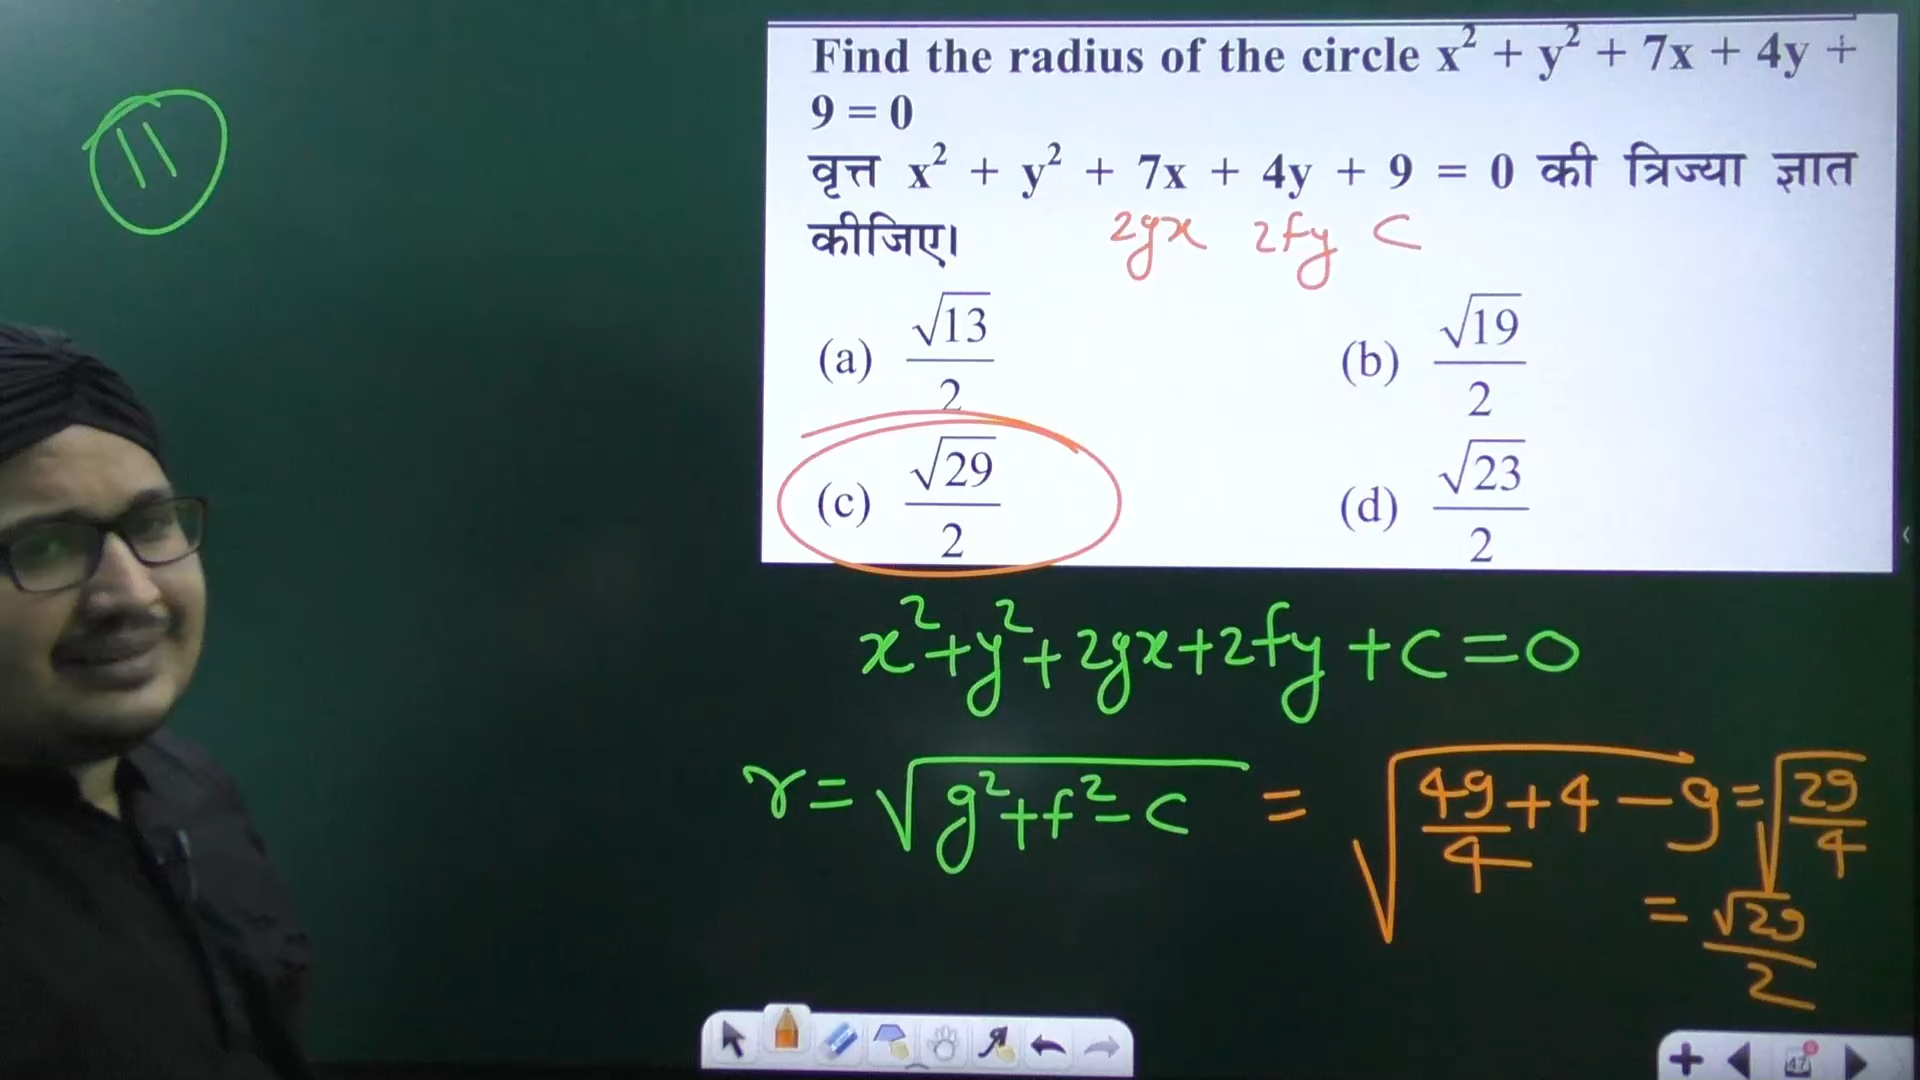 11
Find the radius of the circle x² + y² + 7x + 4y +
9 = 0
वृत्त x² + y² + 7x + 4y + 9 = 0 की त्रिज्या ज्ञात
कीजिए।
2gx 2fy c
(a) √13/2 (b) √19/2
(c) √29/2 (d) √23/2
x²+y²+2gx+2fy+c=0
r=√(g²+f²-c) = √(49/4+4-9)=√(29/4)
=√29/2
47